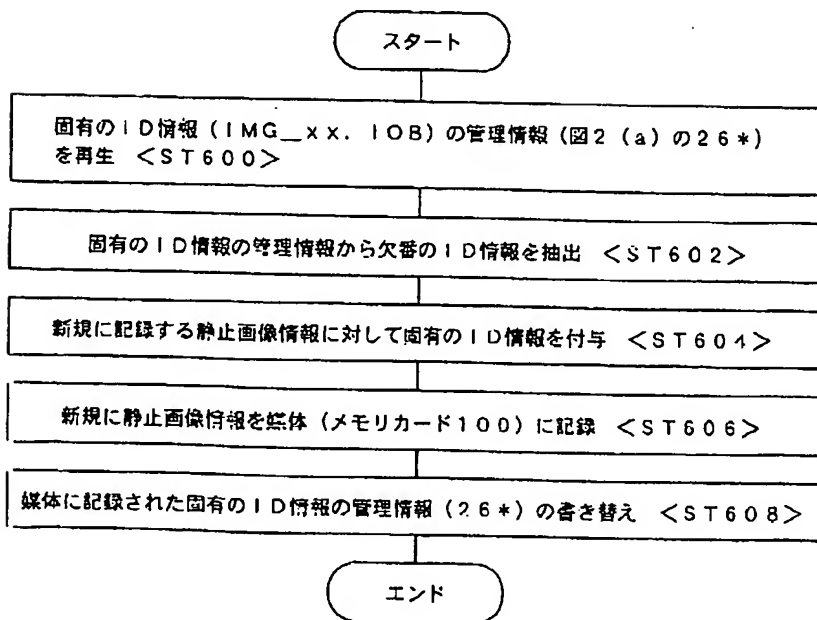 スタート
固有のID情報(IMG_xx.IOB)の管理情報(図2(a)の26*)
を再生 <ST600>
固有のID情報の管理情報から欠番のID情報を抽出 <ST602>
新規に記録する静止画像情報に対して固有のID情報を付与 <ST604>
新規に静止画像情報を媒体(メモリカード100)に記録 <ST606>
媒体に記録された固有のID情報の管理情報(26*)の書き替え <ST608>
エンド